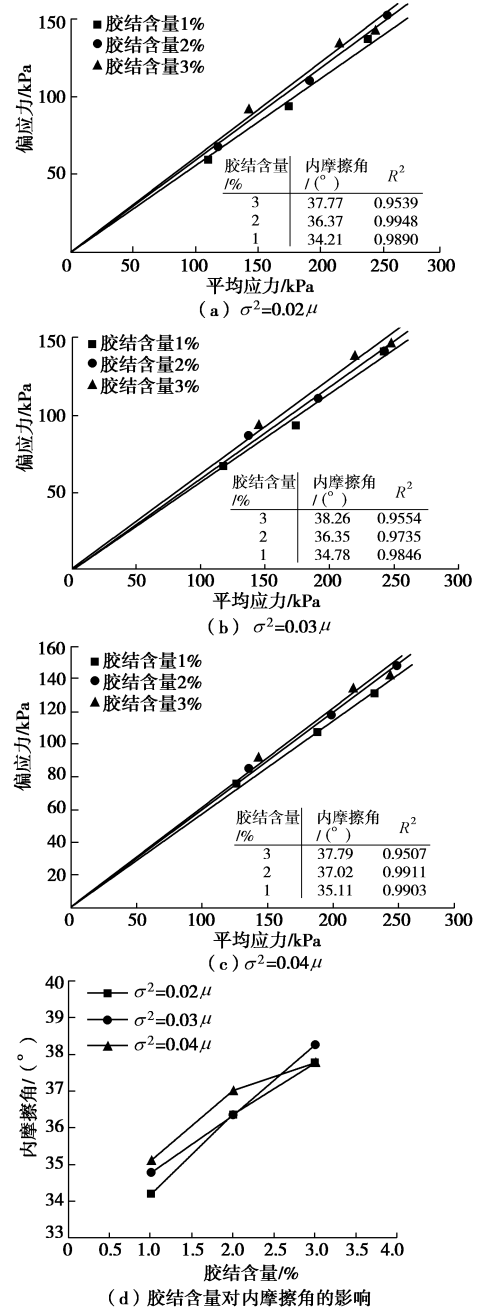 150
100
50
偏应力/kPa
■ 胶结含量1%
● 胶结含量2%
▲ 胶结含量3%
胶结含量/% 内摩擦角/(°) R²
3 37.77 0.9539
2 36.37 0.9948
1 34.21 0.9890
0 50 100 150 200 250 300
平均应力/kPa
(a) σ²=0.02μ
150
100
50
偏应力/kPa
■ 胶结含量1%
● 胶结含量2%
▲ 胶结含量3%
胶结含量/% 内摩擦角/(°) R²
3 38.26 0.9554
2 36.35 0.9735
1 34.78 0.9846
0 100 150 200 250 300
平均应力/kPa
(b) σ²=0.03μ
160
140
120
100
80
60
40
20
偏应力/kPa
■ 胶结含量1%
● 胶结含量2%
▲ 胶结含量3%
胶结含量/% 内摩擦角/(°) R²
3 37.79 0.9507
2 37.02 0.9911
1 35.11 0.9903
0 100 150 200 250 300
平均应力/kPa
(c)σ²=0.04μ
40
39
38
37
36
35
34
33
内摩擦角/(°)
σ²=0.02μ
σ²=0.03μ
σ²=0.04μ
0 0.5 1.0 1.5 2.0 2.5 3.0 3.5 4.0
胶结含量/%
(d)胶结含量对内摩擦角的影响